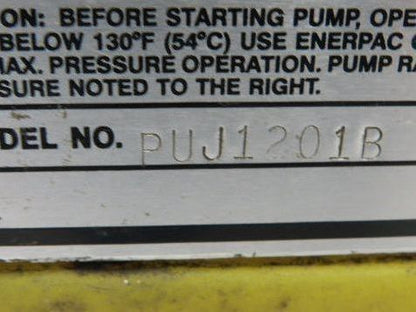 ON: BEFORE STARTING PUMP, OPE
BELOW 130°F (54°C) USE ENERPAC
MAX. PRESSURE OPERATION. PUMP RA
SURE NOTED TO THE RIGHT.
DEL NO. PUJ1201B